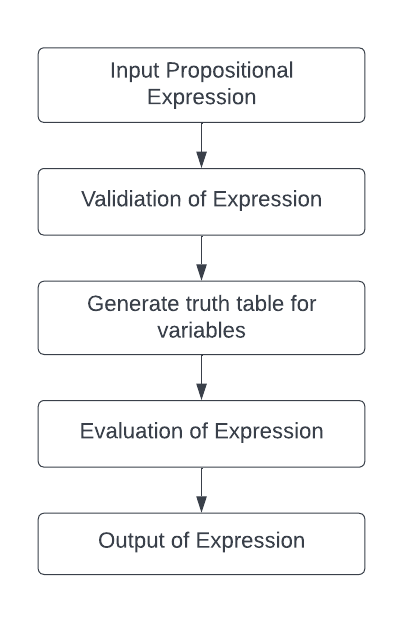 Input Propositional
Expression
Validiation of Expression
Generate truth table for
variables
Evaluation of Expression
Output of Expression